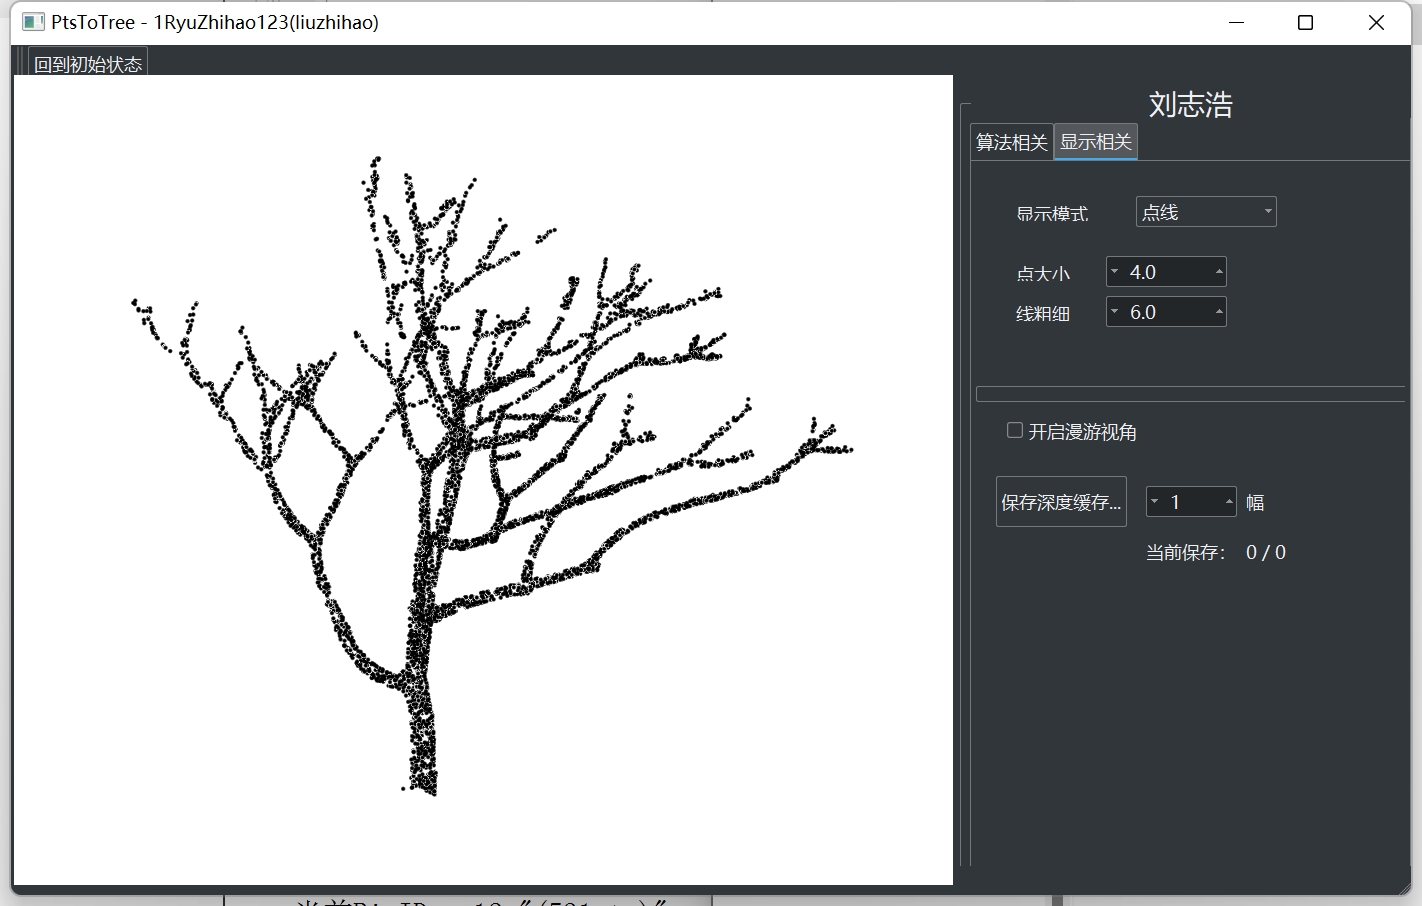 PtsToTree - 1RyuZhihao123(liuzhihao)
回到初始状态
刘志浩
算法相关 显示相关
显示模式 点线
点大小 4.0
线粗细 6.0
开启漫游视角
保存深度缓存... 1 幅
当前保存： 0 / 0